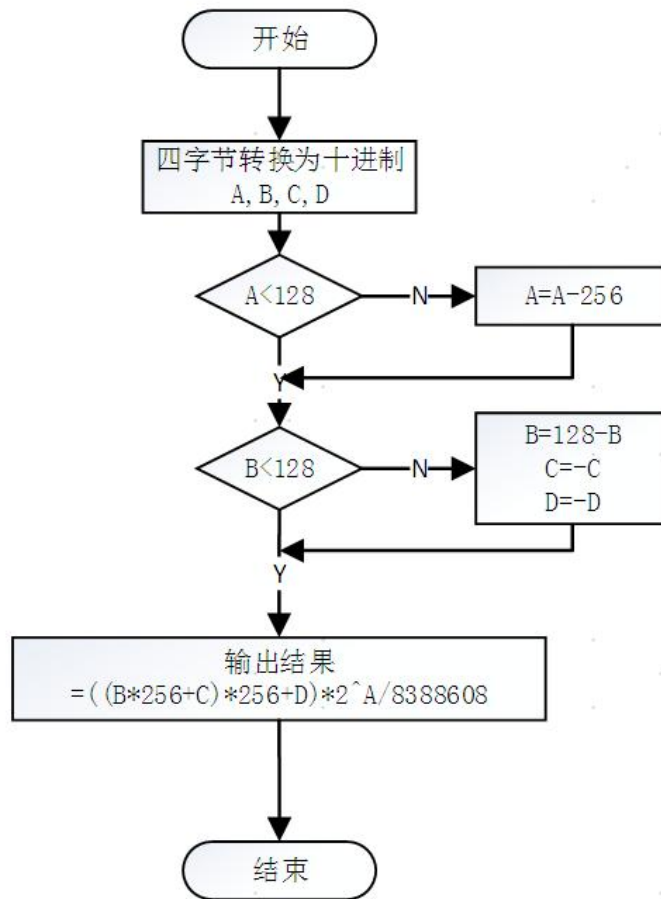 开始
四字节转换为十进制
A, B, C, D
A<128
N
A=A-256
Y
B<128
N
B=128-B
C=-C
D=-D
Y
输出结果
=((B*256+C)*256+D)*2^A/8388608
结束